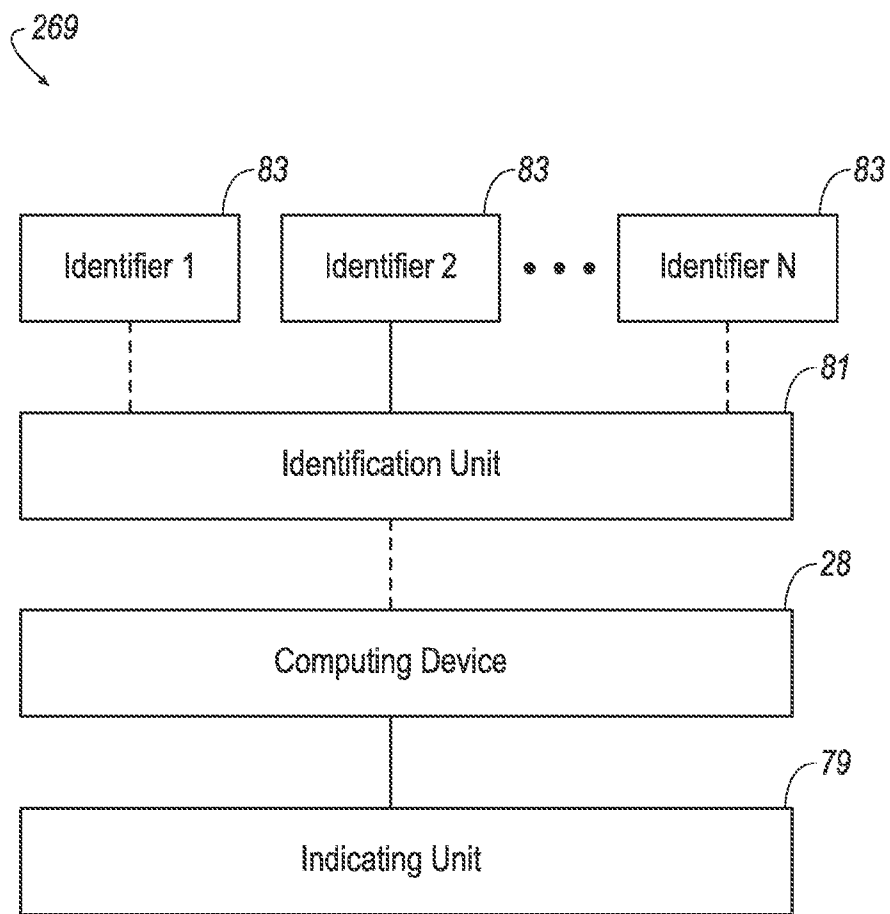 269
83 83 83
Identifier 1 Identifier 2 • • • Identifier N
81
Identification Unit
28
Computing Device
79
Indicating Unit